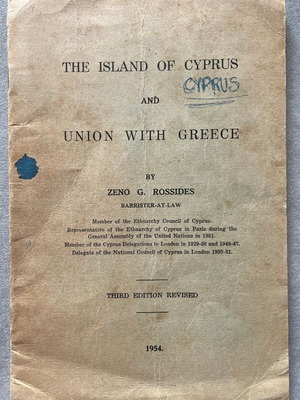 THE ISLAND OF CYPRUS
CYPRUS
AND
UNION WITH GREECE
BY
ZENO G. ROSSIDES
BARRISTER-AT-LAW
Member of the Ethnarchy Council of Cyprus.
Representative of the Ethnarchy of Cyprus in Paris during the
General Assembly of the United Nations in 1951.
Member of the Cyprus Delegations to London in 1929-30 and 1946-47.
Delegate of the National Council of Cyprus in London 1930-31.
THIRD EDITION REVISED
1954.